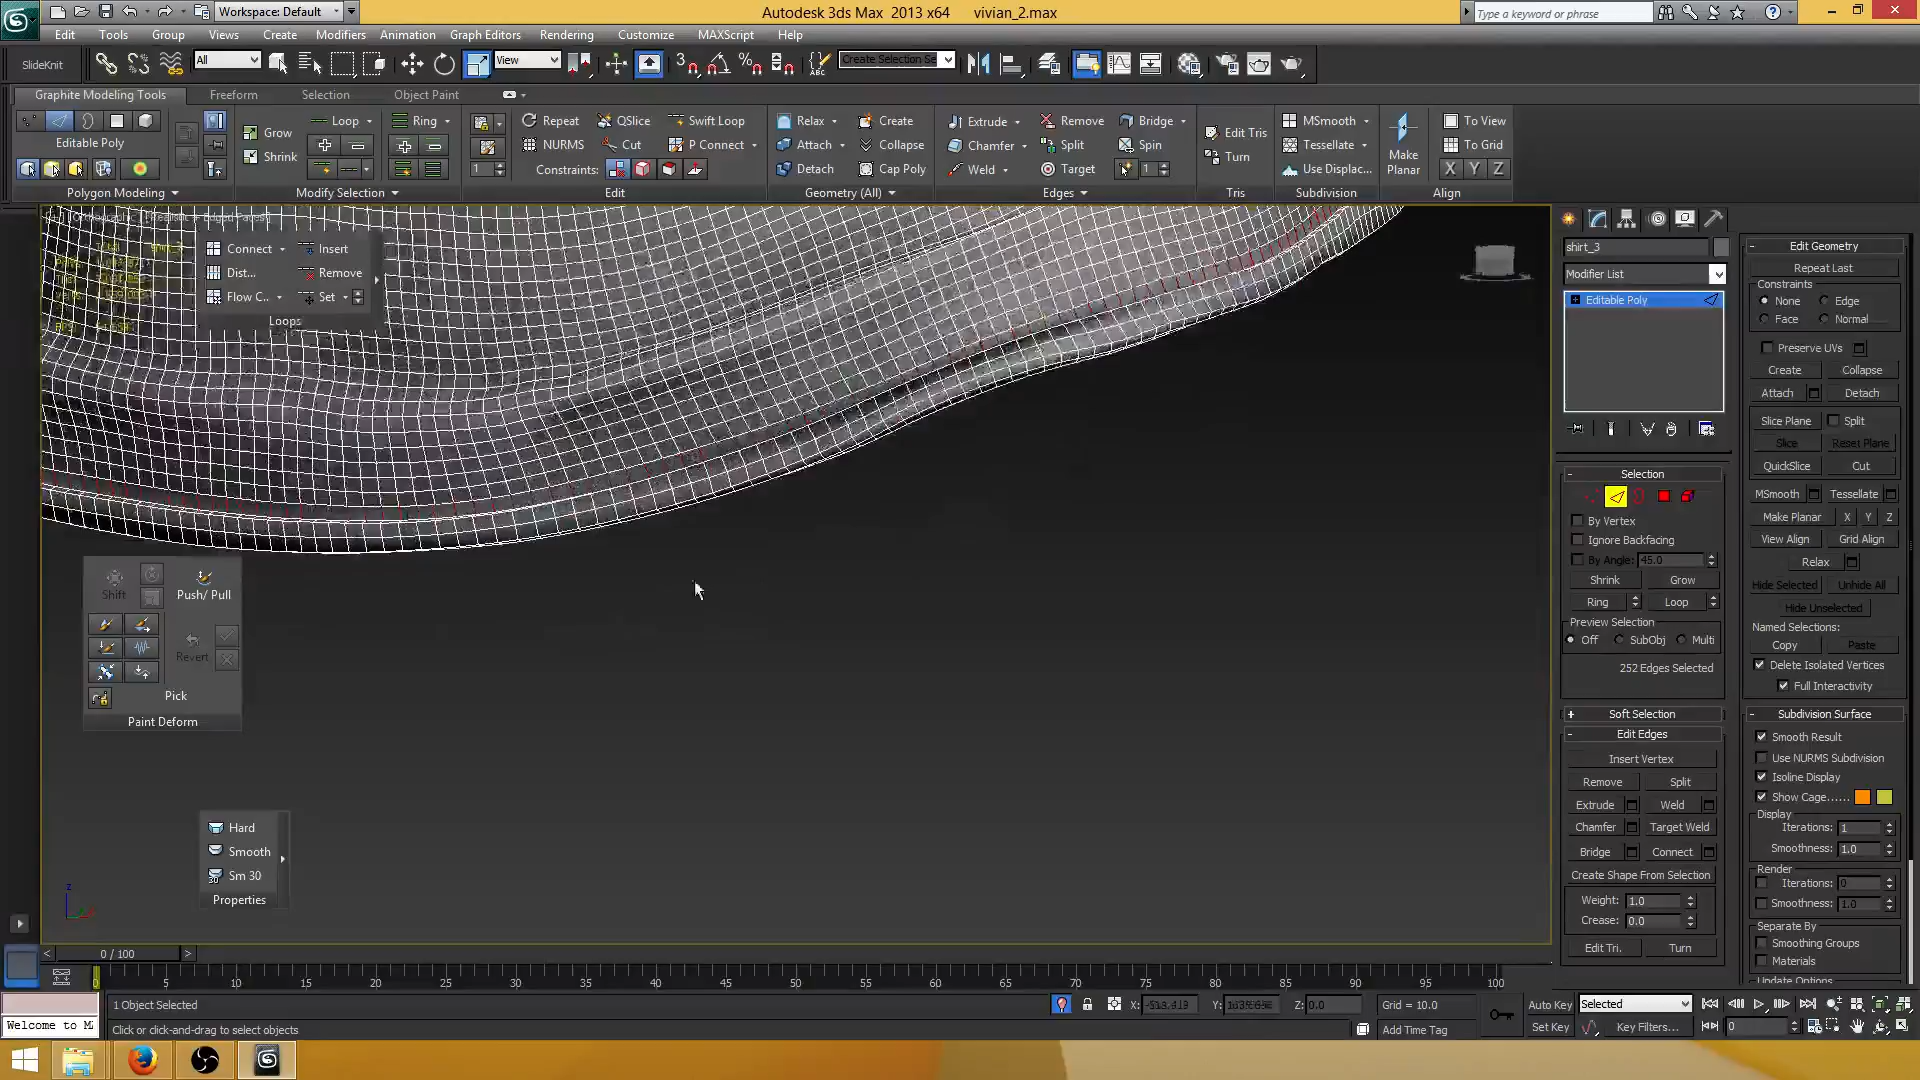 Workspace: Default
Autodesk 3ds Max 2013 x64 vivian_2.max
Type a keyword or phrase
Edit Tools Group Views Create Modifiers Animation Graph Editors Rendering Customize MAXScript Help
SlideKnit
All
View
Create Selection Se
Graphite Modeling Tools Freeform Selection Object Paint
Grow Loop Ring Repeat QSlice Swift Loop Relax Create Extrude Remove Bridge Edit Tris MSmooth To View
Editable Poly Shrink NURMS Cut P Connect Attach Collapse Chamfer Split Spin Turn Tessellate Make Planar To Grid
Constraints: 1 Detach Cap Poly Weld Target 1 Use Displac... X Y Z
Polygon Modeling Modify Selection Edit Geometry (All) Edges Tris Subdivision Align
Connect Insert
Dist... Remove
Flow C.. Set
Loops
Shift Push/ Pull
Revert
Pick
Paint Deform
Hard
Smooth
Sm 30
Properties
shirt_3
Modifier List
Editable Poly
Selection
By Vertex
Ignore Backfacing
By Angle: 45.0
Shrink Grow
Ring Loop
Preview Selection
Off SubObj Multi
252 Edges Selected
Soft Selection
Edit Edges
Insert Vertex
Remove Split
Extrude Weld
Chamfer Target Weld
Bridge Connect
Create Shape From Selection
Weight: 1.0
Crease: 0.0
Edit Tri. Turn
Edit Geometry
Repeat Last
Constraints
None Edge
Face Normal
Preserve UVs
Create Collapse
Attach Detach
Slice Plane Split
Slice Reset Plane
QuickSlice Cut
MSmooth Tessellate
Make Planar X Y Z
View Align Grid Align
Relax
Hide Selected Unhide All
Hide Unselected
Named Selections:
Copy Paste
Delete Isolated Vertices
Full Interactivity
Subdivision Surface
Smooth Result
Use NURMS Subdivision
Isoline Display
Show Cage......
Display
Iterations: 1
Smoothness: 1.0
Render
Iterations: 0
Smoothness: 1.0
Separate By
Smoothing Groups
Materials
Update Options
z
< 0 / 100 >
0 5 10 15 20 25 30 35 40 45 50 55 60 65 70 75 80 85 90 95 100
1 Object Selected X: Y: Z: 0.0 Grid = 10.0 Auto Key Selected
Welcome to M Click or click-and-drag to select objects Add Time Tag Set Key Key Filters... 0